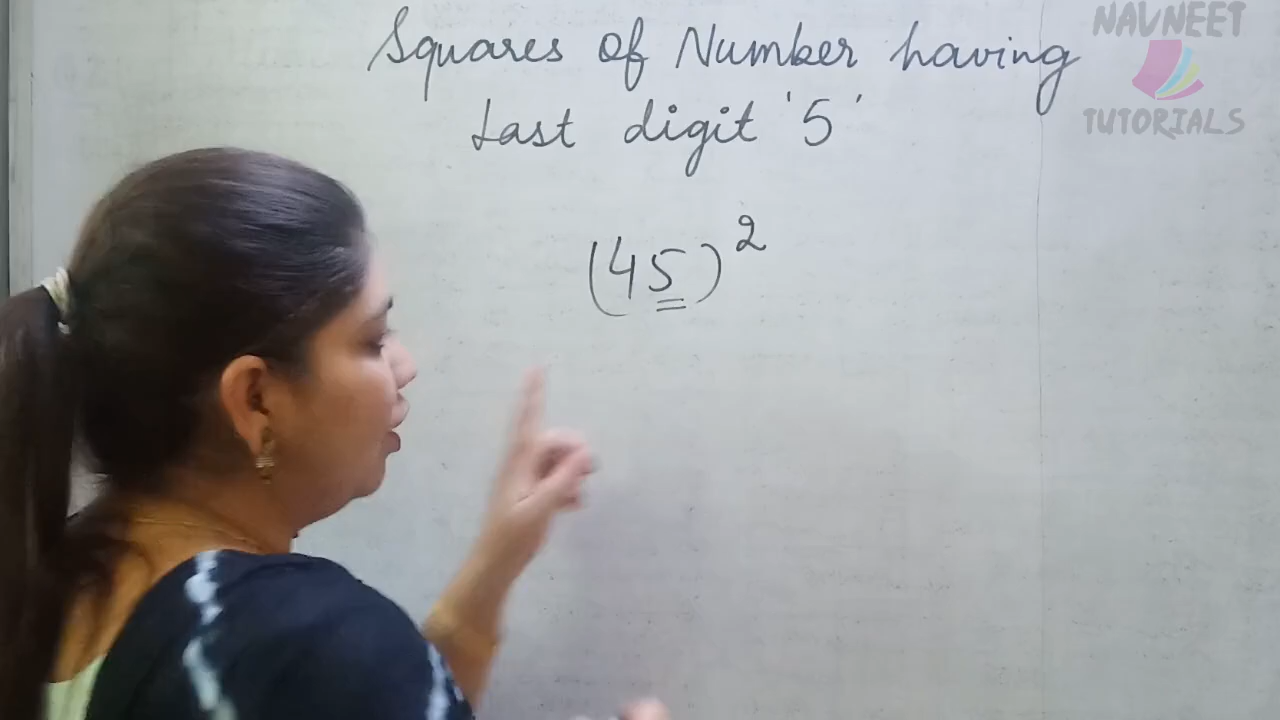 Squares of Number having
Last digit '5'
(45)²
NAVNEET
TUTORIALS